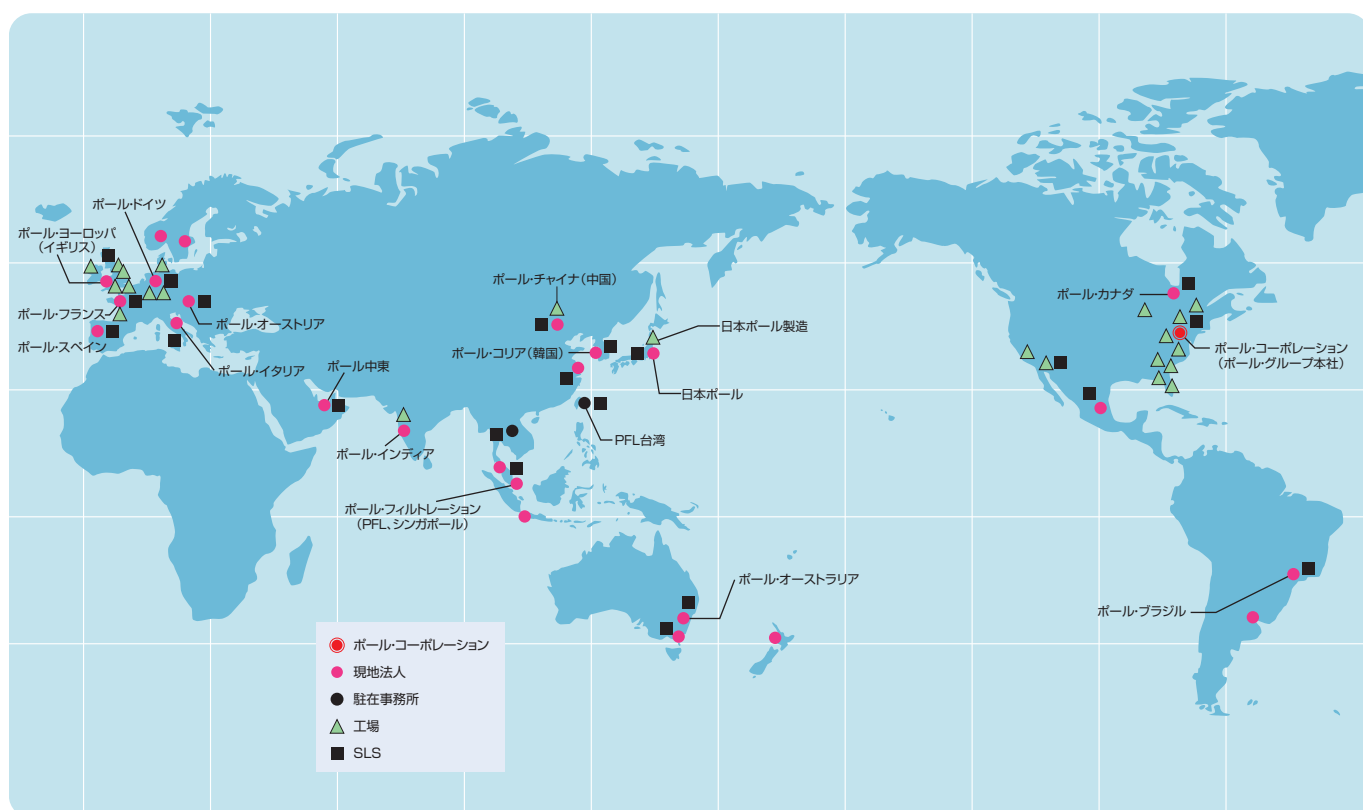 ポール・ドイツ
ポール・ヨーロッパ
（イギリス）
ポール・フランス
ポール・スペイン
ポール・オーストリア
ポール・イタリア
ポール中東
ポール・インディア
ポール・チャイナ（中国）
ポール・コリア（韓国）
日本ポール製造
日本ポール
PFL台湾
ポール・フィルトレーション
（PFL、シンガポール）
ポール・オーストラリア
ポール・カナダ
ポール・コーポレーション
（ポール・グループ本社）
ポール・ブラジル
ポール・コーポレーション
現地法人
駐在事務所
工場
SLS